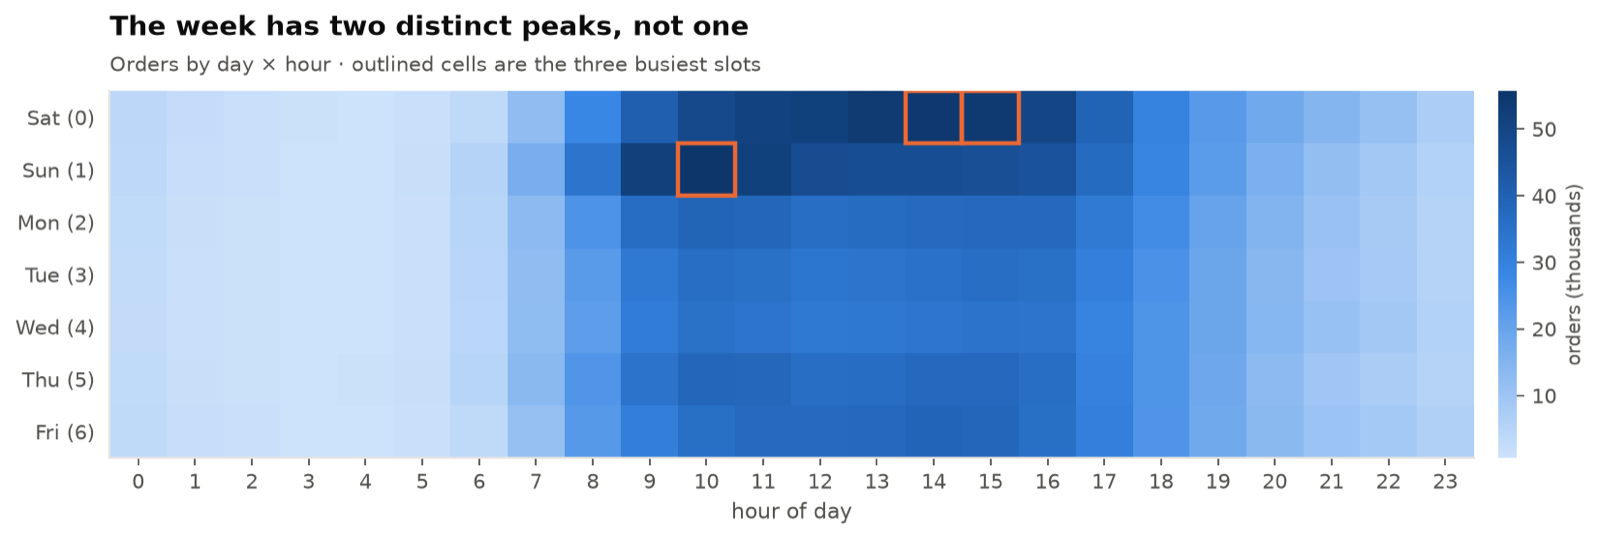 The week has two distinct peaks, not one
Orders by day × hour · outlined cells are the three busiest slots
Sat (0)
Sun (1)
Mon (2)
Tue (3)
Wed (4)
Thu (5)
Fri (6)
0 1 2 3 4 5 6 7 8 9 10 11 12 13 14 15 16 17 18 19 20 21 22 23
hour of day
50
40
30
20
10
orders (thousands)